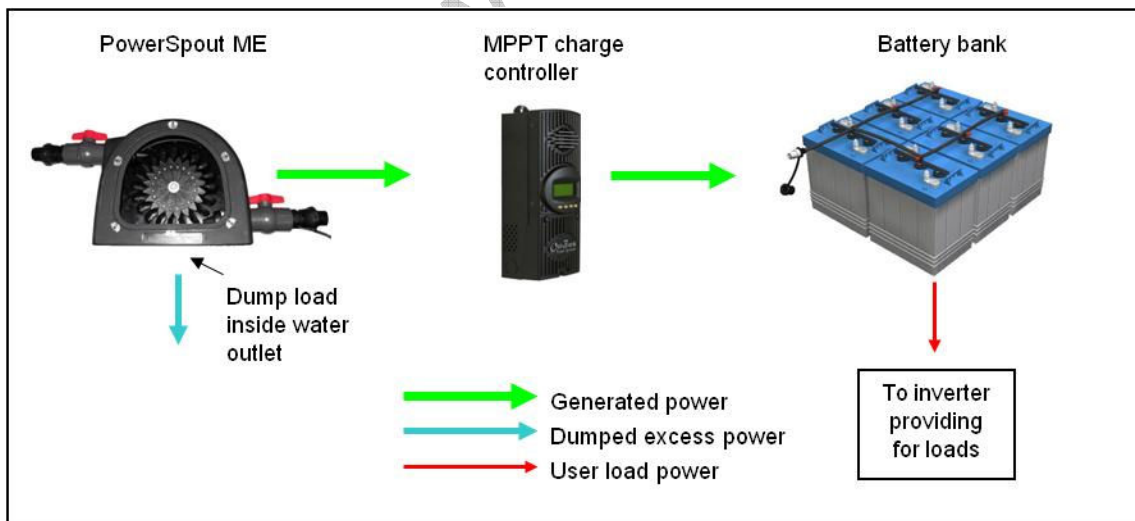 PowerSpout ME
MPPT charge
controller
Battery bank
Dump load
inside water
outlet
Generated power
Dumped excess power
User load power
To inverter
providing
for loads